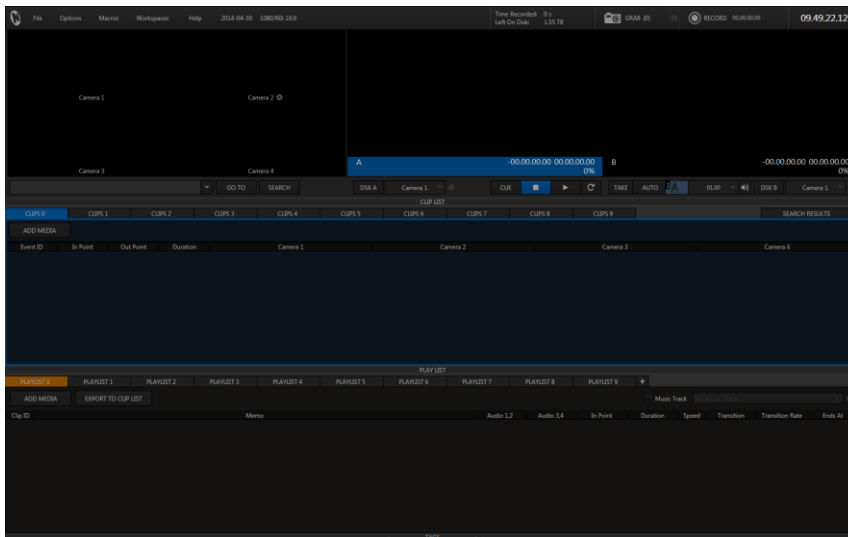 File Options Macros Workspaces Help 2014-04-30 1080/60i 16:9 Time Recorded: 0 s GRAB (0) RECORD 00.00.00.00 09.49.22.12
Left On Disk: 1.55 TB
Camera 1 Camera 2
Camera 3 Camera 4
A -00.00.00.00 00.00.00.00 B -00.00.00.00 00.00.00.00
0% 0%
GO TO SEARCH DSK A Camera 1 CUE TAKE AUTO 01.00 DSK B Camera 1
CLIP LIST
CLIPS 0 CLIPS 1 CLIPS 2 CLIPS 3 CLIPS 4 CLIPS 5 CLIPS 6 CLIPS 7 CLIPS 8 CLIPS 9 SEARCH RESULTS
ADD MEDIA
Event ID In Point Out Point Duration Camera 1 Camera 2 Camera 3 Camera 4
PLAY LIST
PLAYLIST 0 PLAYLIST 1 PLAYLIST 2 PLAYLIST 3 PLAYLIST 4 PLAYLIST 5 PLAYLIST 6 PLAYLIST 7 PLAYLIST 8 PLAYLIST 9 +
ADD MEDIA EXPORT TO CLIP LIST Music Track No Music Track
Clip ID Memo Audio 1,2 Audio 3,4 In Point Duration Speed Transition Transition Rate Ends At